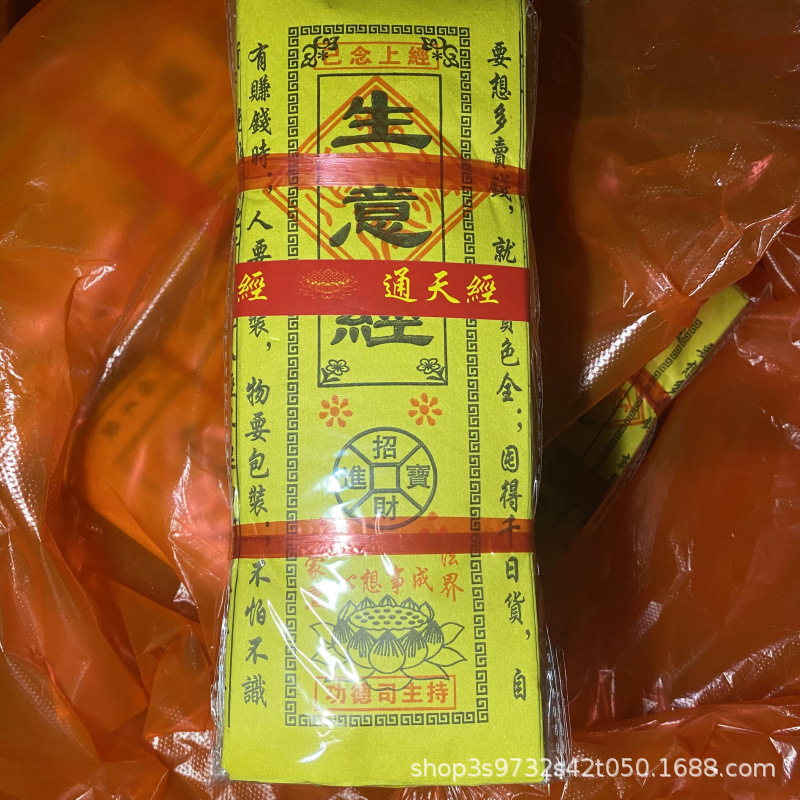 已念上經
生意經
要想多賣錢，就
色全；囤得千日貨，自
有賺錢時；人要
裝，物要包裝；不怕不識
經 通天經
招財進寶
法界
想事成
功德司主持
shop3s9732s42t050.1688.com